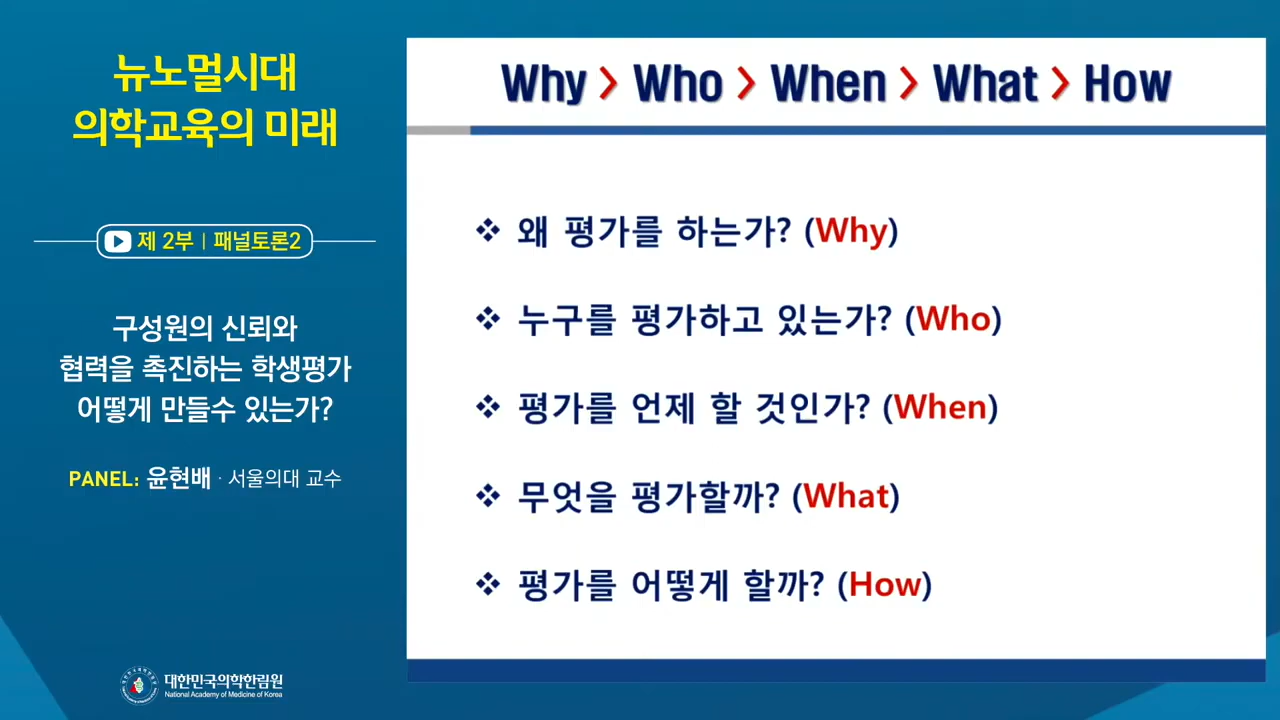 뉴노멀시대
의학교육의 미래
제 2부 | 패널토론2
구성원의 신뢰와
협력을 촉진하는 학생평가
어떻게 만들수 있는가?
PANEL: 윤현배 · 서울의대 교수
대한민국의학한림원
National Academy of Medicine of Korea
Why > Who > When > What > How
❖ 왜 평가를 하는가? (Why)
❖ 누구를 평가하고 있는가? (Who)
❖ 평가를 언제 할 것인가? (When)
❖ 무엇을 평가할까? (What)
❖ 평가를 어떻게 할까? (How)